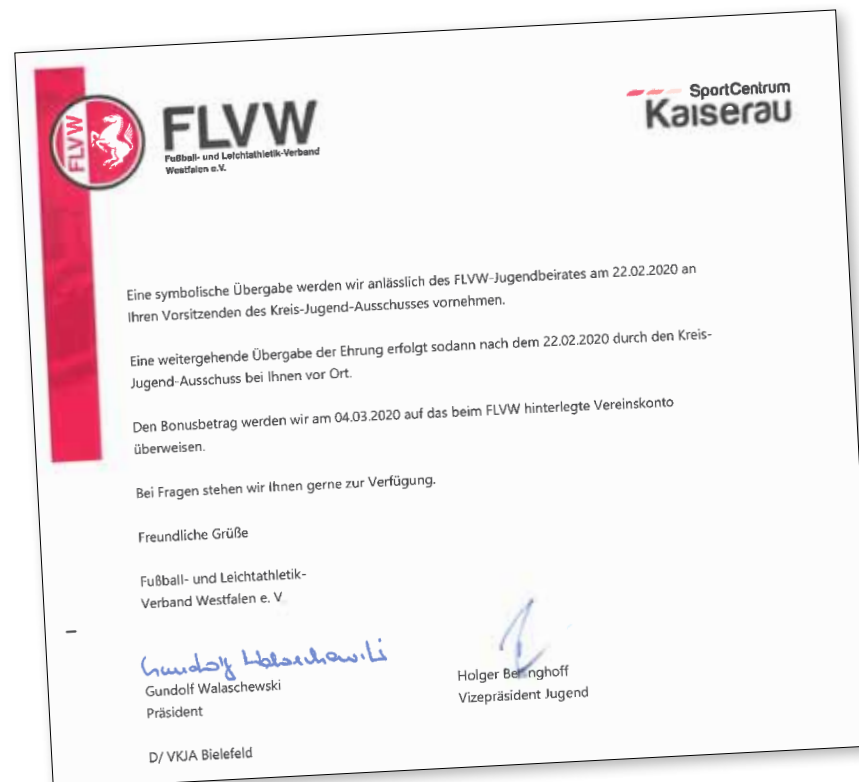 FLVW
FLVW
Fußball- und Leichtathletik-Verband
Westfalen e.V.
SportCentrum
Kaiserau
Eine symbolische Übergabe werden wir anlässlich des FLVW-Jugendbeirates am 22.02.2020 an
Ihren Vorsitzenden des Kreis-Jugend-Ausschusses vornehmen.
Eine weitergehende Übergabe der Ehrung erfolgt sodann nach dem 22.02.2020 durch den Kreis-
Jugend-Ausschuss bei Ihnen vor Ort.
Den Bonusbetrag werden wir am 04.03.2020 auf das beim FLVW hinterlegte Vereinskonto
überweisen.
Bei Fragen stehen wir Ihnen gerne zur Verfügung.
Freundliche Grüße
Fußball- und Leichtathletik-
Verband Westfalen e. V
Gundolf Walaschewski
Gundolf Walaschewski
Präsident
Holger Bellinghoff
Vizepräsident Jugend
D/ VKJA Bielefeld